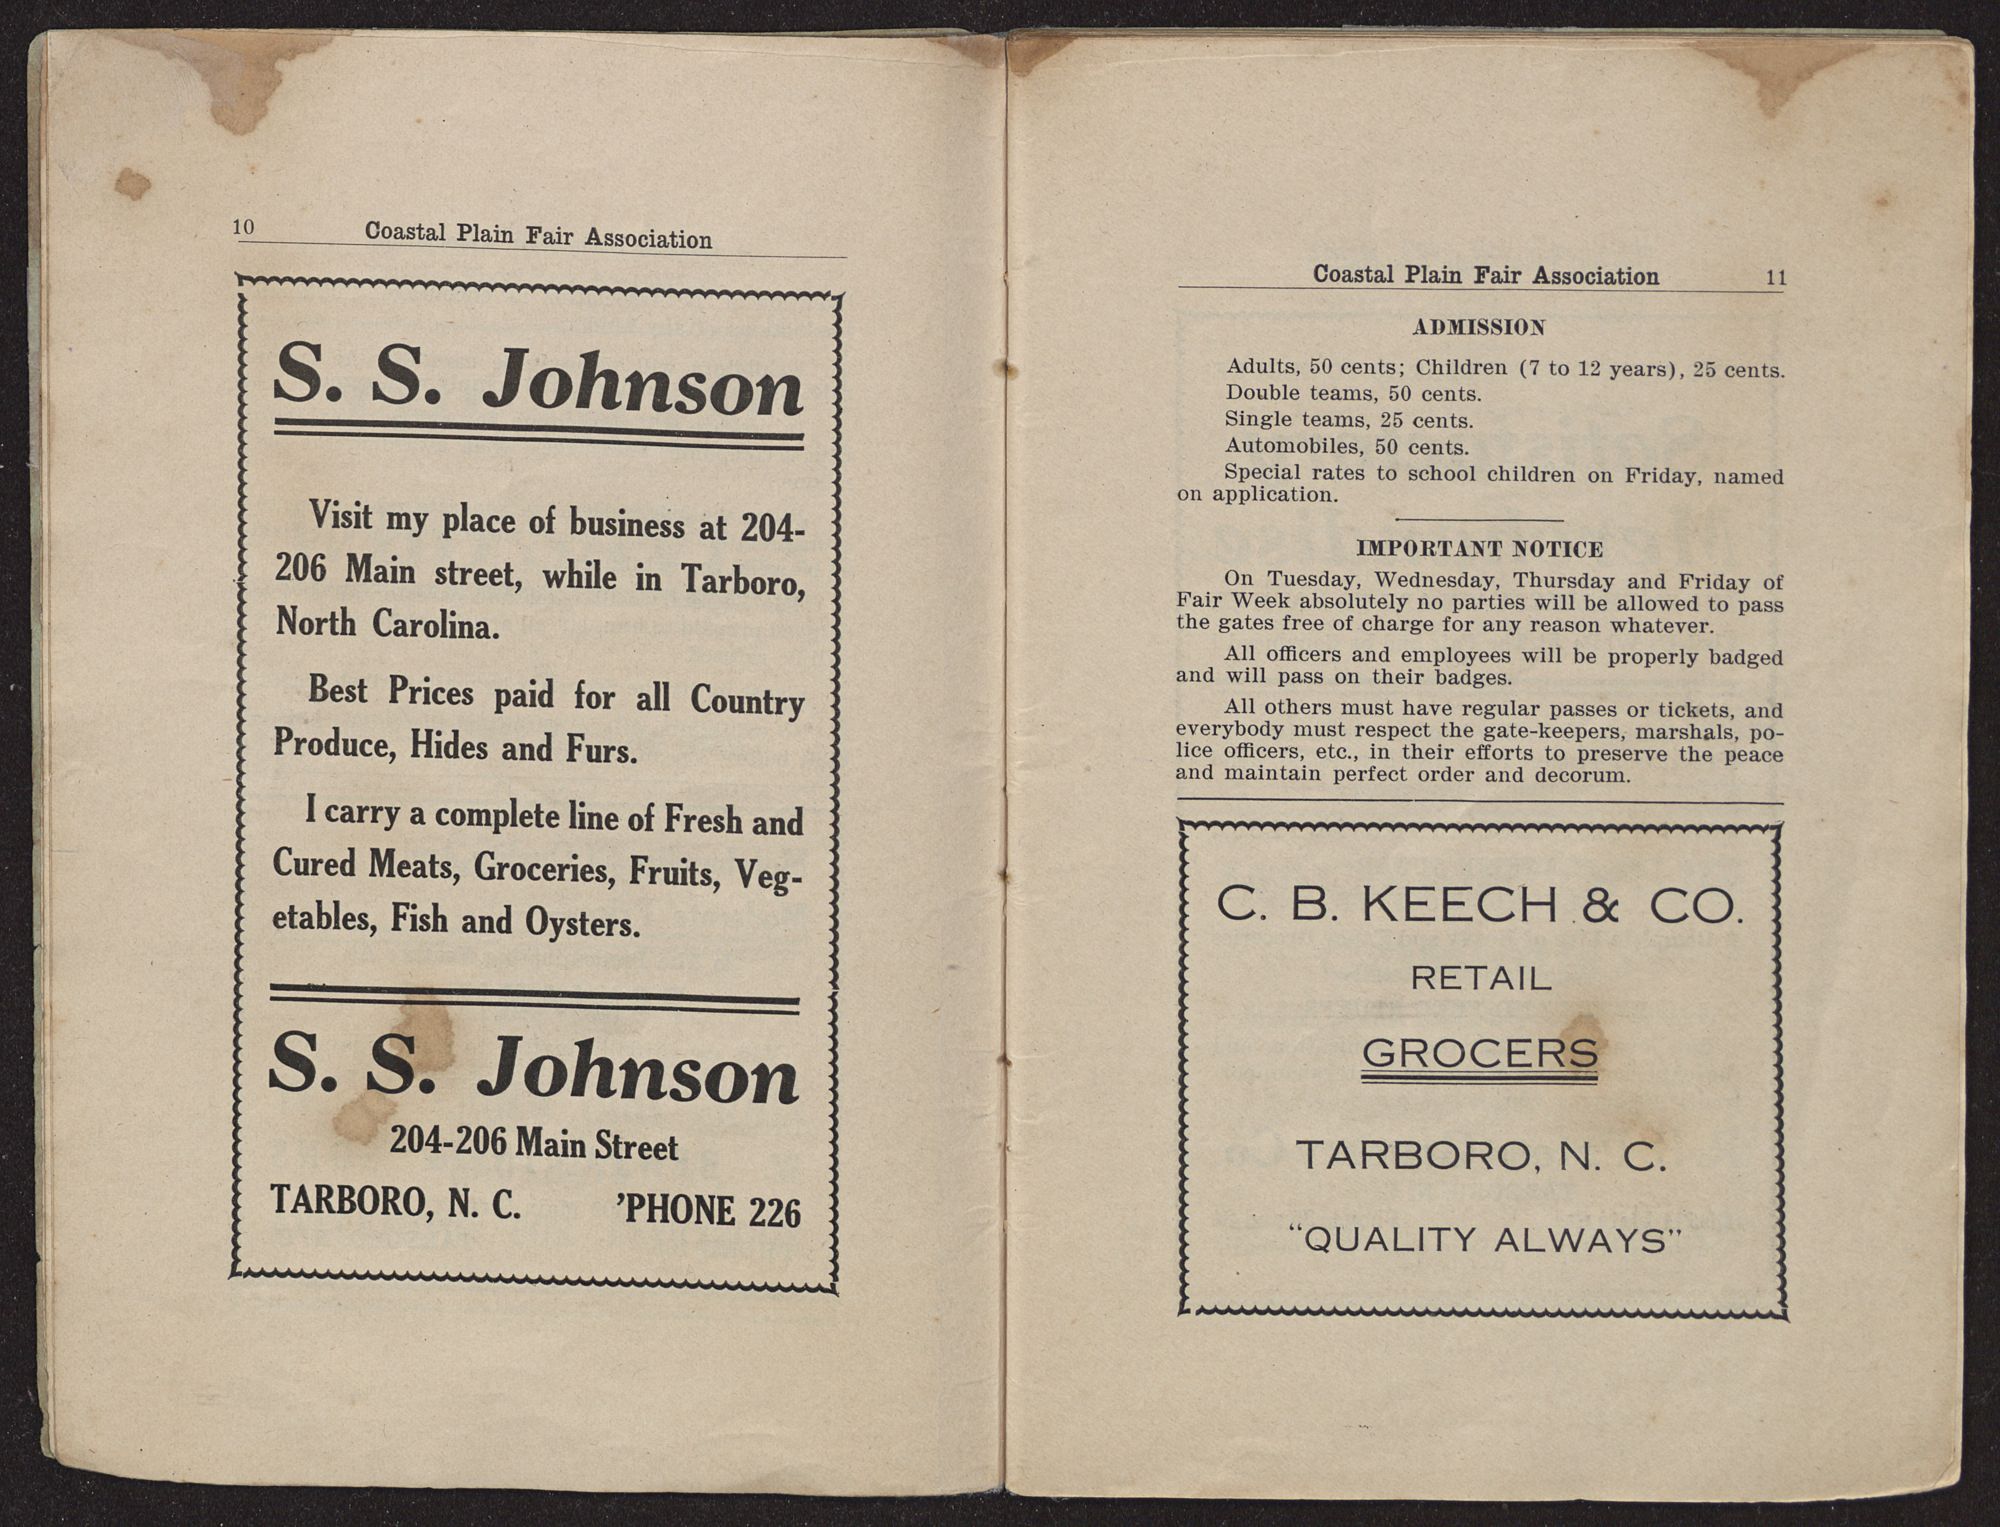 10
Coastal Plain Fair Association
S. S. Johnson
Visit my place of business at 204-
206 Main street, while in Tarboro,
North Carolina.
Best Prices paid for all Country
Produce, Hides and Furs.
I carry a complete line of Fresh and
Cured Meats, Groceries, Fruits, Veg-
etables, Fish and Oysters.
S. S. Johnson
204-206 Main Street
TARBORO, N. C. 'PHONE 226
Coastal Plain Fair Association 11
ADMISSION
Adults, 50 cents; Children (7 to 12 years), 25 cents.
Double teams, 50 cents.
Single teams, 25 cents.
Automobiles, 50 cents.
Special rates to school children on Friday, named
on application.
IMPORTANT NOTICE
On Tuesday, Wednesday, Thursday and Friday of
Fair Week absolutely no parties will be allowed to pass
the gates free of charge for any reason whatever.
All officers and employees will be properly badged
and will pass on their badges.
All others must have regular passes or tickets, and
everybody must respect the gate-keepers, marshals, po-
lice officers, etc., in their efforts to preserve the peace
and maintain perfect order and decorum.
C. B. KEECH & CO.
RETAIL
GROCERS
TARBORO, N. C.
"QUALITY ALWAYS"